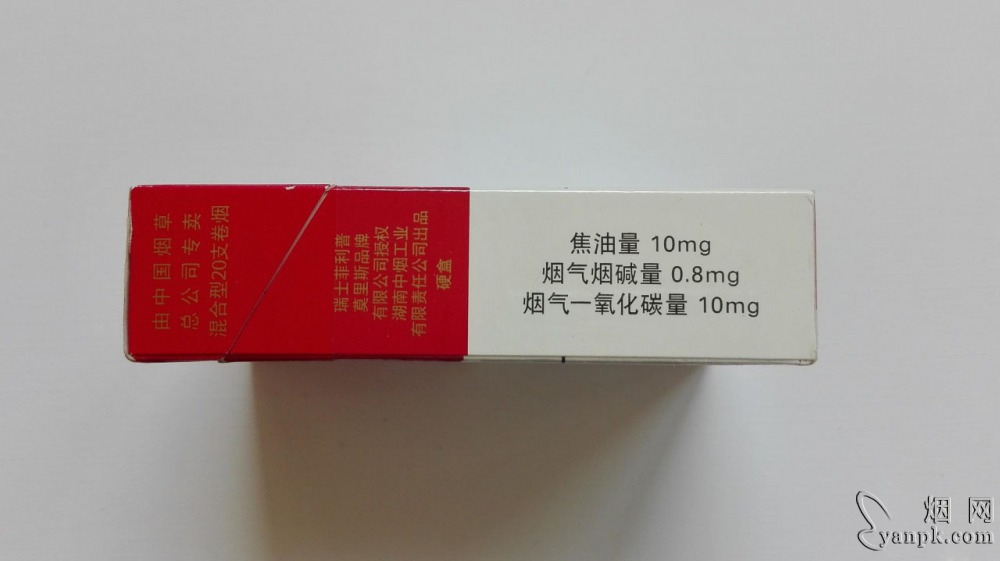 由中国烟草
总公司专卖
混合型20支卷烟
瑞士菲利普
莫里斯品牌
有限公司授权
湖南中烟工业
有限责任公司出品
硬盒
焦油量 10mg
烟气烟碱量 0.8mg
烟气一氧化碳量 10mg
烟网
yanpk.com